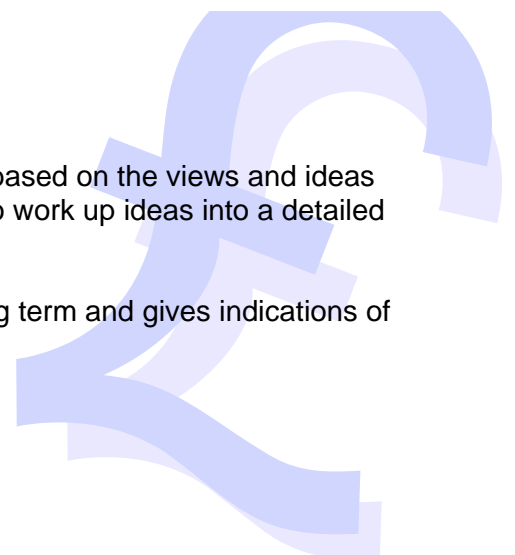 based on the views and ideas
o work up ideas into a detailed
g term and gives indications of